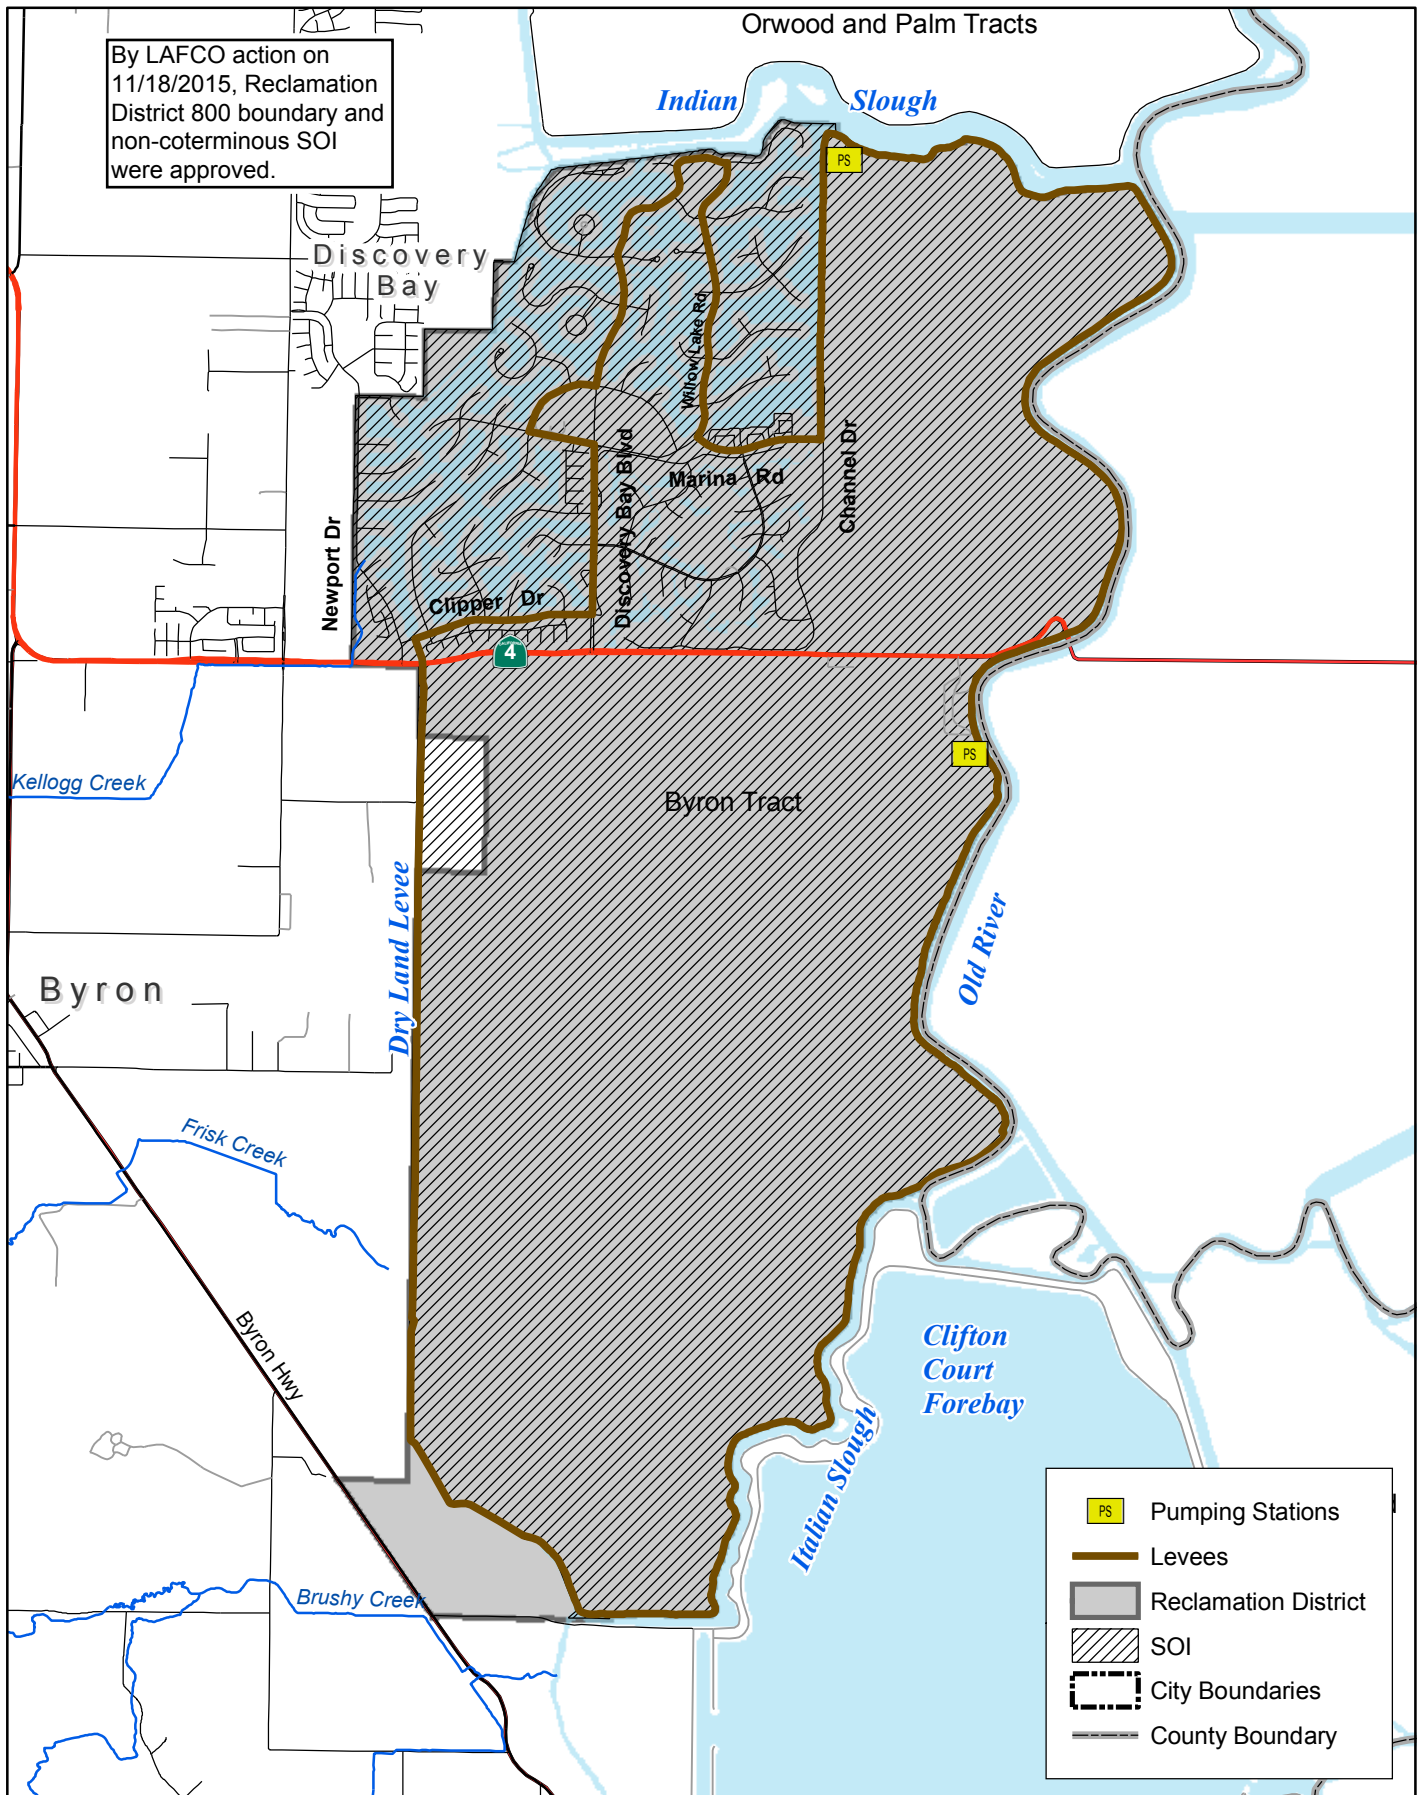 Orwood and Palm Tracts
By LAFCO action on
11/18/2015, Reclamation
District 800 boundary and
non-coterminous SOI
were approved.
Indian Slough
PS
Discovery
Bay
Willow Lake Rd
Discovery Bay Blvd
Marina Rd
Channel Dr
Newport Dr
Clipper Dr
4
PS
Kellogg Creek
Byron Tract
Dry Land Levee
Old River
Byron
Frisk Creek
Byron Hwy
Clifton
Court
Forebay
Italian Slough
Brushy Creek
PS Pumping Stations
Levees
Reclamation District
SOI
City Boundaries
County Boundary